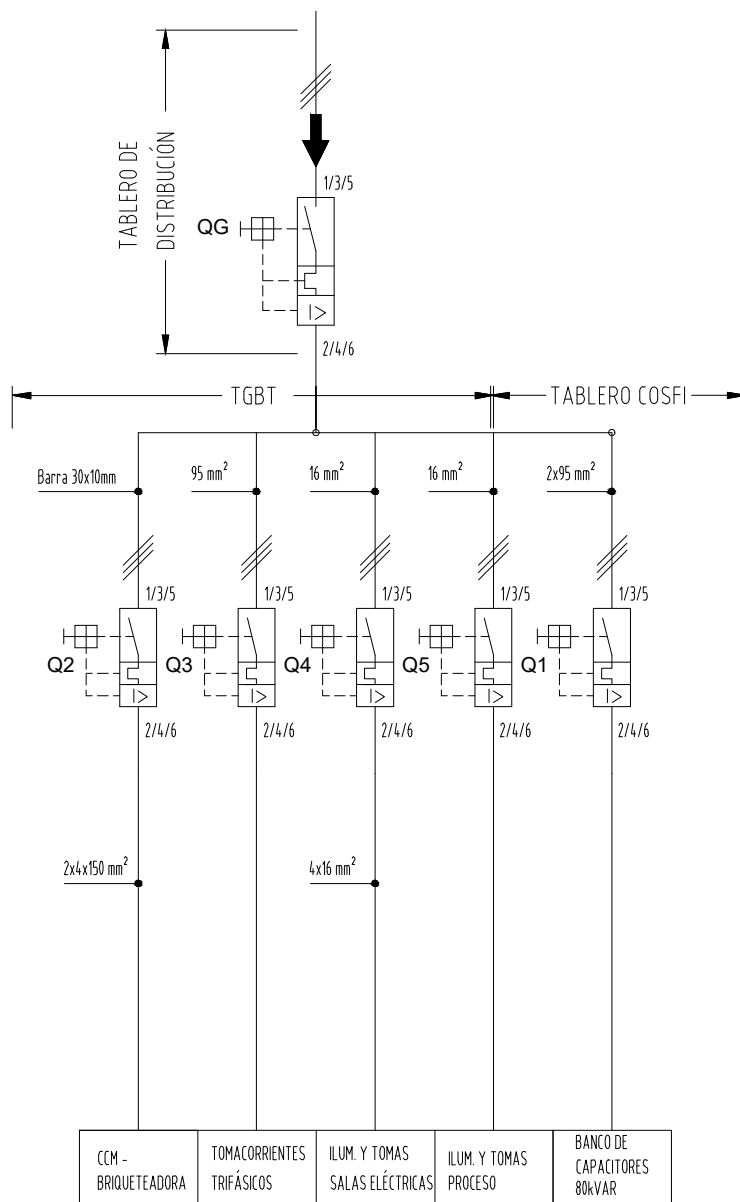 TABLERO DE
DISTRIBUCIÓN
1/3/5
QG
I>
2/4/6
TGBT
TABLERO COSFI
Barra 30x10mm
95 mm²
16 mm²
16 mm²
2x95 mm²
1/3/5
1/3/5
1/3/5
1/3/5
1/3/5
Q2
Q3
Q4
Q5
Q1
I>
I>
I>
I>
I>
2/4/6
2/4/6
2/4/6
2/4/6
2/4/6
2x4x150 mm²
4x16 mm²
CCM -
BRIQUETEADORA
TOMACORRIENTES
TRIFÁSICOS
ILUM. Y TOMAS
SALAS ELÉCTRICAS
ILUM. Y TOMAS
PROCESO
BANCO DE
CAPACITORES
80kVAR